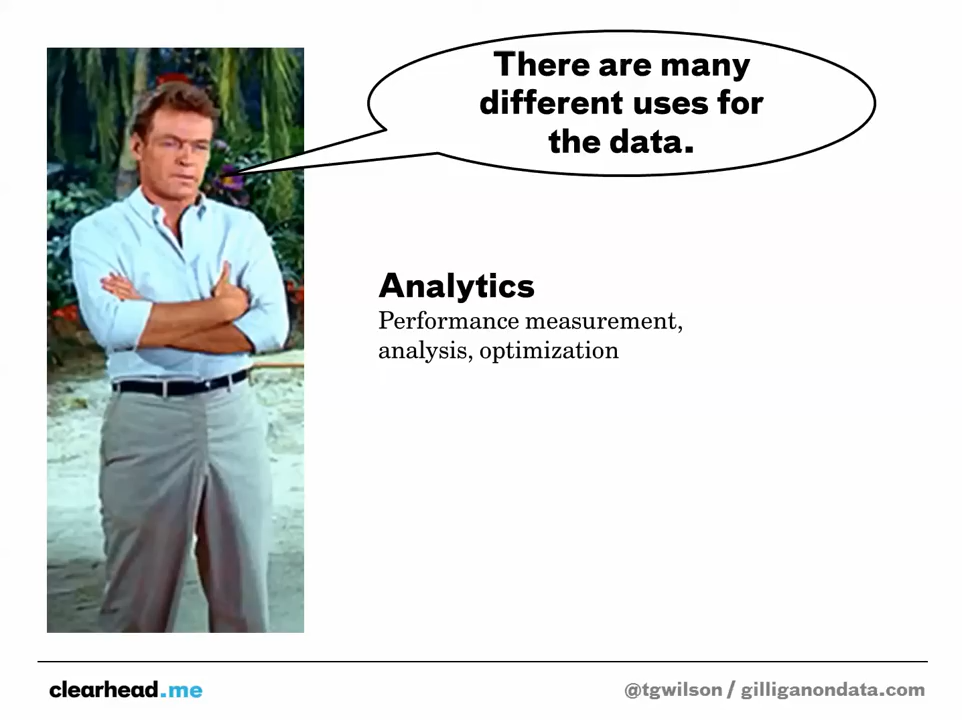 There are many
different uses for
the data.
Analytics
Performance measurement,
analysis, optimization
clearhead.me
@tgwilson / gilliganondata.com